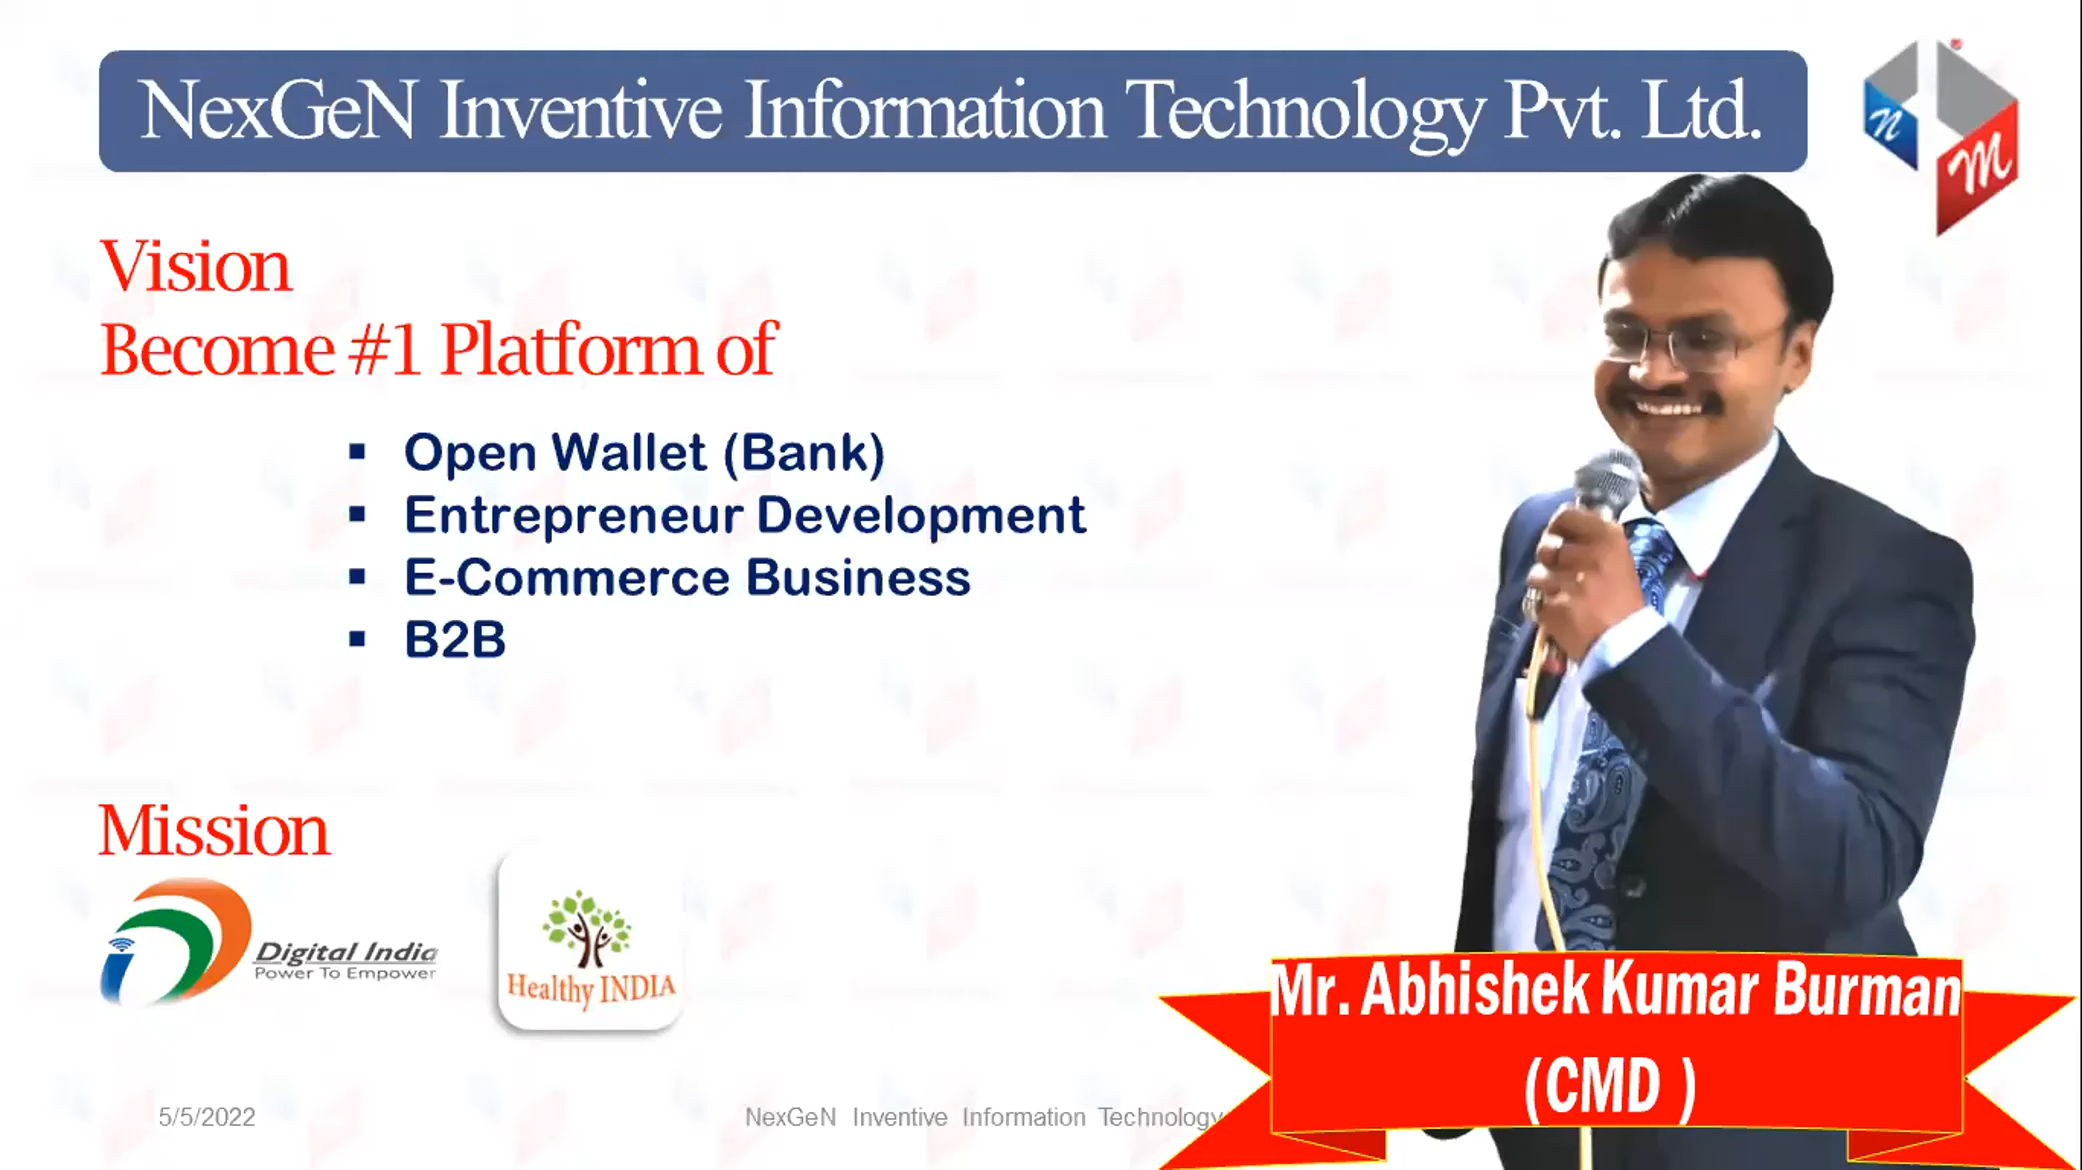 NexGeN Inventive Information Technology Pvt. Ltd.
n
M
Vision
Become #1 Platform of
▪ Open Wallet (Bank)
▪ Entrepreneur Development
▪ E-Commerce Business
▪ B2B
Mission
Digital India
Power To Empower
Healthy INDIA
Mr. Abhishek Kumar Burman
(CMD )
5/5/2022
NexGeN Inventive Information Technology